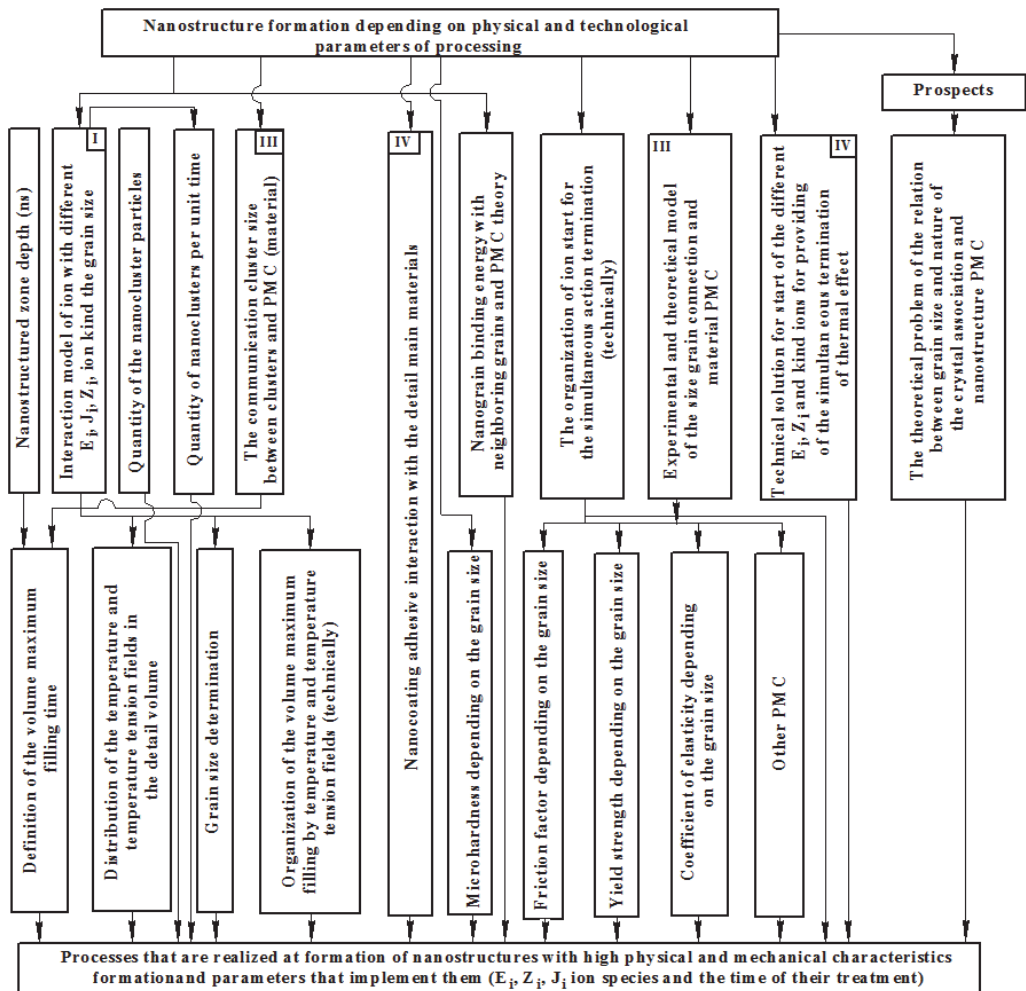 Nanostructure formation depending on physical and technological
parameters of processing
Prospects
Nanostructured zone depth (ns)
I
Interaction model of ion with different
E_i, J_i, Z_i, ion kind the grain size
Quantity of the nanocluster particles
Quantity of nanoclusters per unit time
III
The communication cluster size
between clusters and PMC (material)
IV
Nanocoating adhesive interaction with the detail main materials
Nanograin binding energy with
neighboring grains and PMC theory
The organization of ion start for
the simultaneous action termination
(technically)
III
Experimental and theoretical model
of the size grain connection and
material PMC
IV
Technical solution for start of the different
E_i, Z_i and kind ions for providing
of the simultaneous termination
of thermal effect
The theoretical problem of the relation
between grain size and nature of
the crystal association and
nanostructure PMC
Definition of the volume maximum
filling time
Distribution of the temperature and
temperature tension fields in
the detail volume
Grain size determination
Organization of the volume maximum
filling by temperature and temperature
tension fields (technically)
Microhardness depending on the grain size
Friction factor depending on the grain size
Yield strength depending on the grain size
Coefficient of elasticity depending
on the grain size
Other PMC
Processes that are realized at formation of nanostructures with high physical and mechanical characteristics
formationand parameters that implement them (E_i, Z_i, J_i ion species and the time of their treatment)